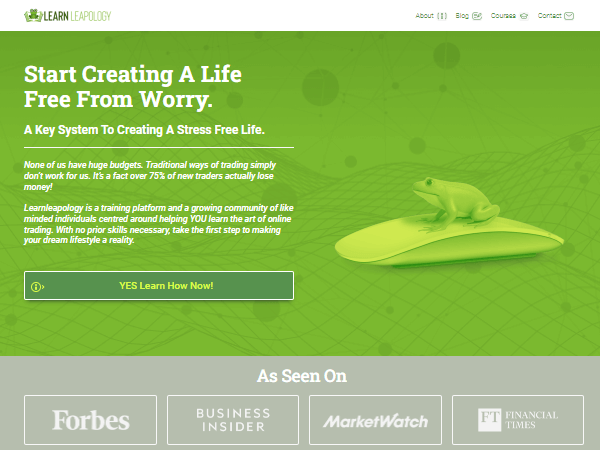 LEARN LEAPOLOGY
About Blog Courses Contact
Start Creating A Life
Free From Worry.
A Key System To Creating A Stress Free Life.
None of us have huge budgets. Traditional ways of trading simply
don't work for us. It's a fact over 75% of new traders actually lose
money!
Learnleapology is a training platform and a growing community of like
minded individuals centred around helping YOU learn the art of online
trading. With no prior skills necessary, take the first step to making
your dream lifestyle a reality.
YES Learn How Now!
As Seen On
Forbes
BUSINESS
INSIDER
MarketWatch
FT FINANCIAL
TIMES